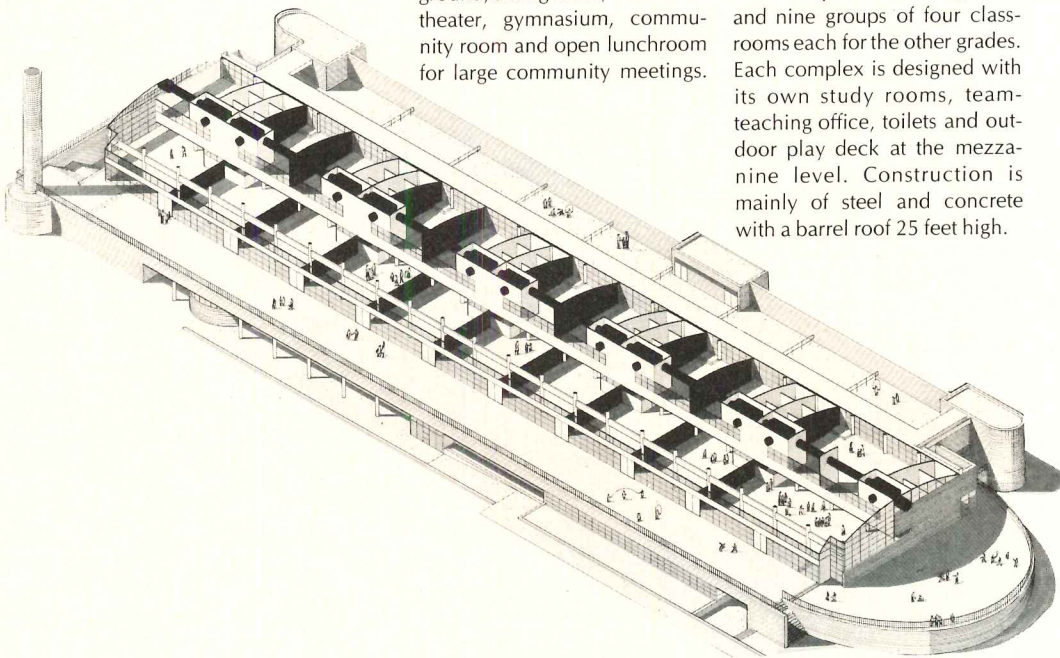 theater, gymnasium, commu-
nity room and open lunchroom
for large community meetings.
and nine groups of four class-
rooms each for the other grades.
Each complex is designed with
its own study rooms, team-
teaching office, toilets and out-
door play deck at the mezza-
nine level. Construction is
mainly of steel and concrete
with a barrel roof 25 feet high.